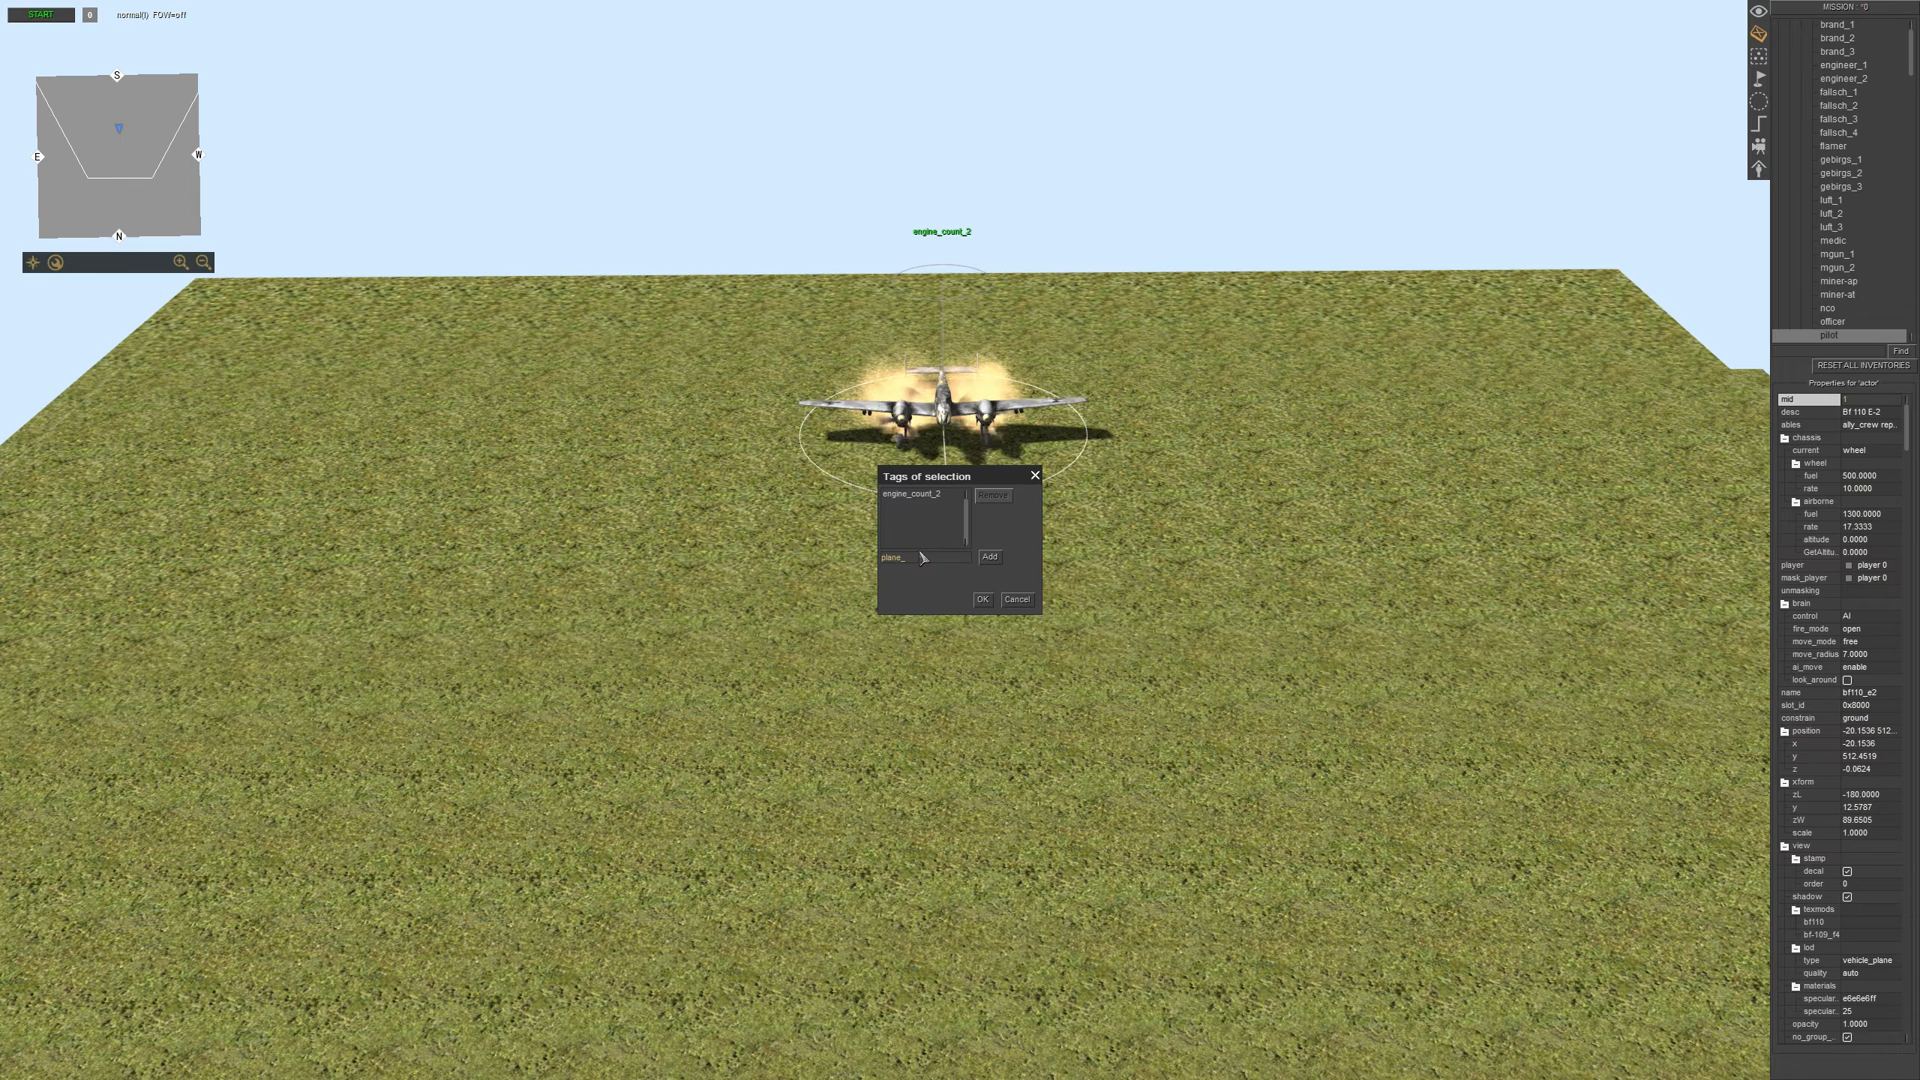 START
0
normal(l) FOW=off
S
E
W
N
engine_count_2
Tags of selection
engine_count_2
Remove
plane_
Add
OK
Cancel
MISSION : *0
brand_1
brand_2
brand_3
engineer_1
engineer_2
fallsch_1
fallsch_2
fallsch_3
fallsch_4
flamer
gebirgs_1
gebirgs_2
gebirgs_3
luft_1
luft_2
luft_3
medic
mgun_1
mgun_2
miner-ap
miner-at
nco
officer
pilot
Find
RESET ALL INVENTORIES
Properties for 'actor'
mid 1
desc Bf 110 E-2
ables ally_crew rep..
chassis
current wheel
wheel
fuel 500.0000
rate 10.0000
airborne
fuel 1300.0000
rate 17.3333
altitude 0.0000
GetAltitu.. 0.0000
player player 0
mask_player player 0
unmasking
brain
control AI
fire_mode open
move_mode free
move_radius 7.0000
ai_move enable
look_around
name bf110_e2
slot_id 0x8000
constrain ground
position -20.1536 512...
x -20.1536
y 512.4519
z -0.0624
xform
zL -180.0000
y 12.5787
zW 89.6505
scale 1.0000
view
stamp
decal
order 0
shadow
texmods
bf110
bf-109_f4
lod
type vehicle_plane
quality auto
materials
specular.. e6e6e6ff
specular.. 25
opacity 1.0000
no_group_..